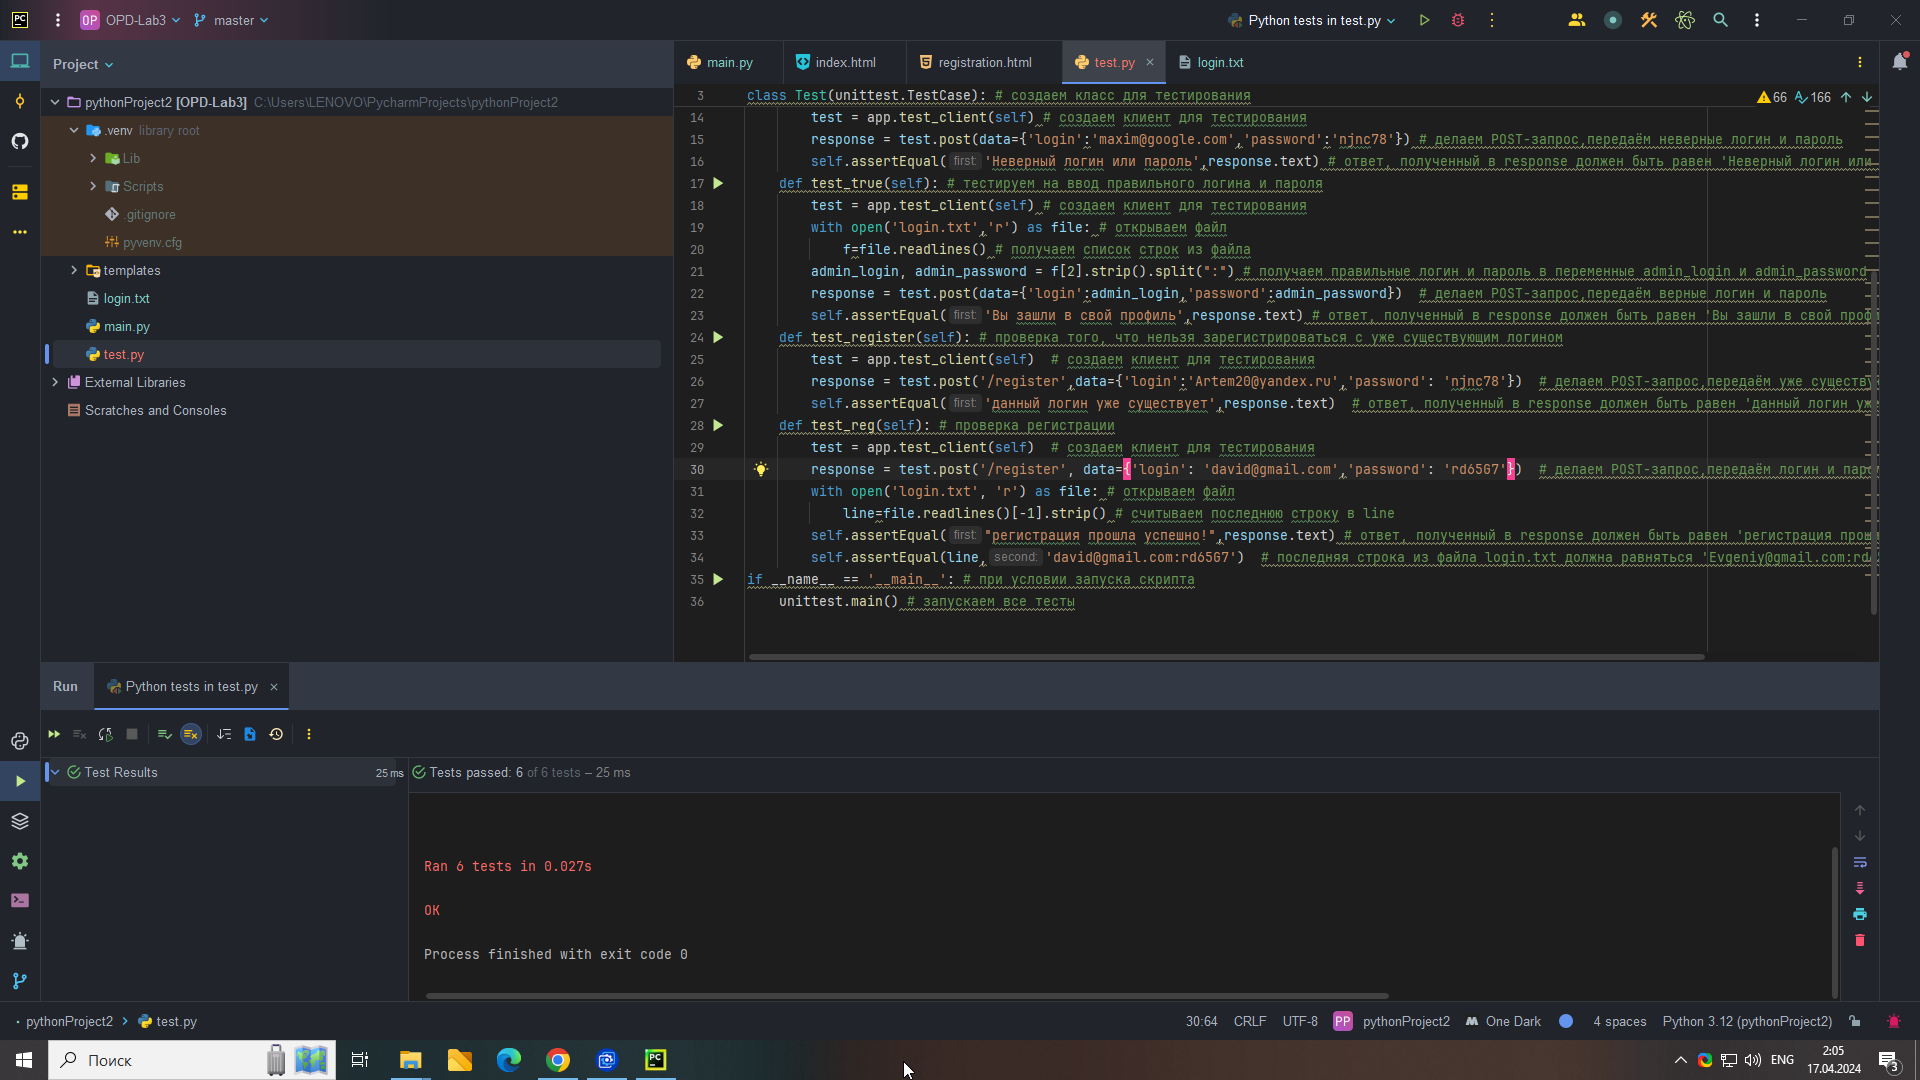 PC
OP OPD-Lab3 master
Python tests in test.py
Project
main.py index.html registration.html test.py login.txt
pythonProject2 [OPD-Lab3] C:\Users\LENOVO\PycharmProjects\pythonProject2
.venv library root
Lib
Scripts
.gitignore
pyvenv.cfg
templates
login.txt
main.py
test.py
External Libraries
Scratches and Consoles
66 166
3 class Test(unittest.TestCase): # создаем класс для тестирования
14 test = app.test_client(self) # создаем клиент для тестирования
15 response = test.post(data={'login':'maxim@google.com','password':'njnc78'}) # делаем POST-запрос,передаём неверные логин и пароль
16 self.assertEqual( first: 'Неверный логин или пароль',response.text) # ответ, полученный в response должен быть равен 'Неверный логин или
17 def test_true(self): # тестируем на ввод правильного логина и пароля
18 test = app.test_client(self) # создаем клиент для тестирования
19 with open('login.txt','r') as file: # открываем файл
20 f=file.readlines() # получаем список строк из файла
21 admin_login, admin_password = f[2].strip().split(":") # получаем правильные логин и пароль в переменные admin_login и admin_password
22 response = test.post(data={'login':admin_login,'password':admin_password}) # делаем POST-запрос,передаём верные логин и пароль
23 self.assertEqual( first: 'Вы зашли в свой профиль',response.text) # ответ, полученный в response должен быть равен 'Вы зашли в свой проф
24 def test_register(self): # проверка того, что нельзя зарегистрироваться с уже существующим логином
25 test = app.test_client(self) # создаем клиент для тестирования
26 response = test.post('/register',data={'login':'Artem20@yandex.ru','password': 'njnc78'}) # делаем POST-запрос,передаём уже существу
27 self.assertEqual( first: 'данный логин уже существует',response.text) # ответ, полученный в response должен быть равен 'данный логин уж
28 def test_reg(self): # проверка регистрации
29 test = app.test_client(self) # создаем клиент для тестирования
30 response = test.post('/register', data={'login': 'david@gmail.com','password': 'rd65G7'}) # делаем POST-запрос,передаём логин и паро
31 with open('login.txt', 'r') as file: # открываем файл
32 line=file.readlines()[-1].strip() # считываем последнюю строку в line
33 self.assertEqual( first: "регистрация прошла успешно!",response.text) # ответ, полученный в response должен быть равен 'регистрация прош
34 self.assertEqual(line, second: 'david@gmail.com:rd65G7') # последняя строка из файла login.txt должна равняться 'Evgeniy@gmail.com:rd
35 if __name__ == '__main__': # при условии запуска скрипта
36 unittest.main() # запускаем все тесты
Run Python tests in test.py
Test Results 25 ms
Tests passed: 6 of 6 tests – 25 ms
Ran 6 tests in 0.027s
OK
Process finished with exit code 0
pythonProject2 test.py
30:64 CRLF UTF-8 PP pythonProject2 One Dark 4 spaces Python 3.12 (pythonProject2)
Поиск
PC
ENG
2:05
17.04.2024
3